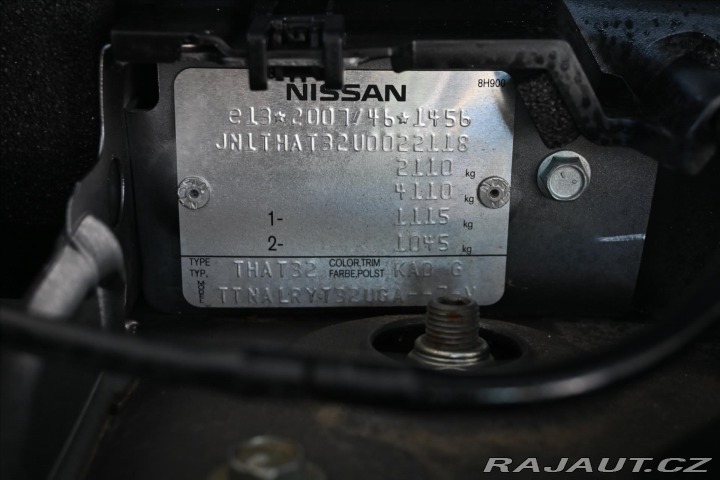 8H900
NISSAN
e13*2007/46*1456
JN1THAT32U0022118
2110 kg
4110 kg
1- 1115 kg
2- 1045 kg
TYPE TYP. THAT32 COLOR,TRIM FARBE,POLST KAD G
RAJAUT.CZ